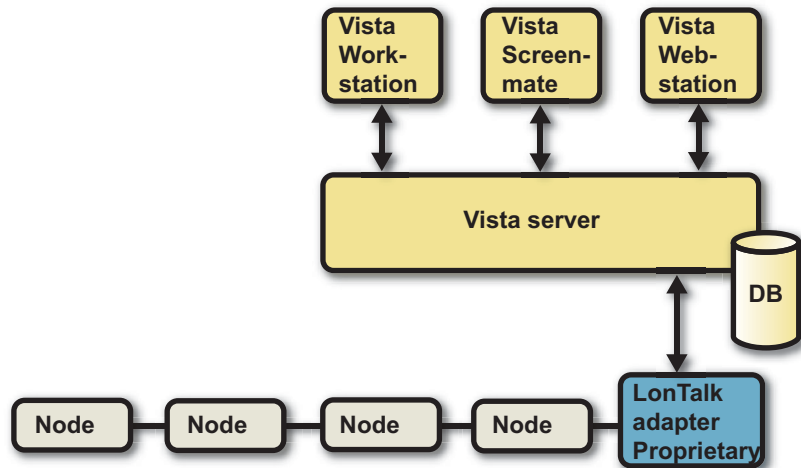 Vista
Work-
station
Vista
Screen-
mate
Vista
Web-
station
Vista server
DB
LonTalk
adapter
Proprietary
Node
Node
Node
Node